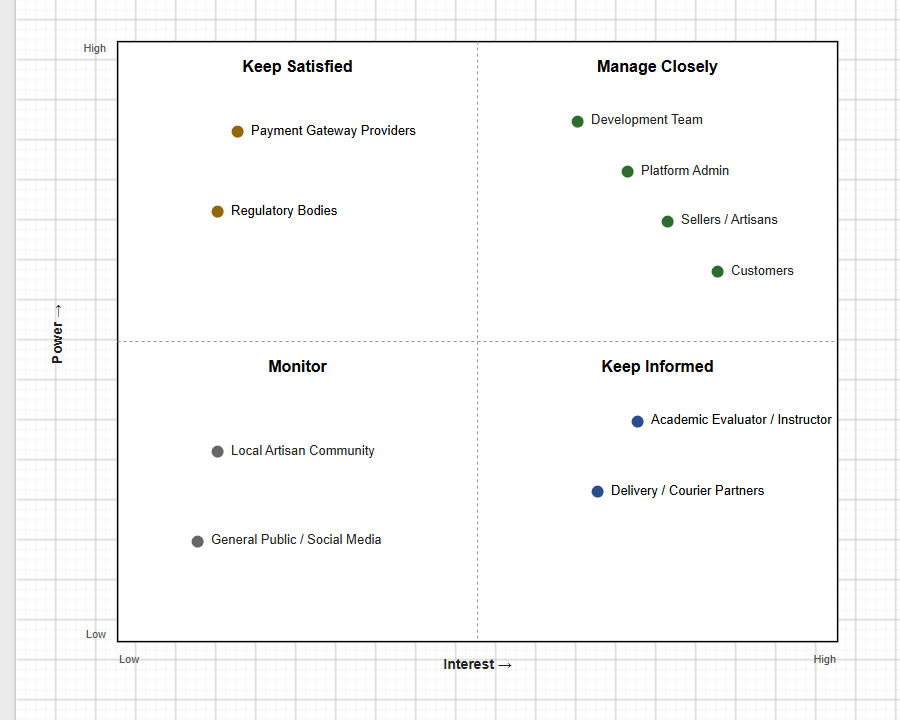 High
Keep Satisfied
Manage Closely
Payment Gateway Providers
Development Team
Platform Admin
Regulatory Bodies
Sellers / Artisans
Customers
Power →
Monitor
Keep Informed
Academic Evaluator / Instructor
Local Artisan Community
Delivery / Courier Partners
General Public / Social Media
Low
Low
Interest →
High